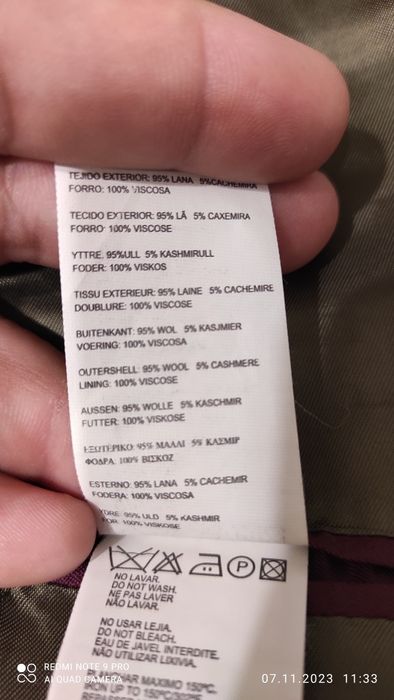 TEJIDO EXTERIOR: 95% LANA 5%CACHEMIRA
FORRO: 100% VISCOSA
TECIDO EXTERIOR: 95% LÃ 5% CAXEMIRA
FORRO: 100% VISCOSE
YTTRE. 95%ULL 5% KASHMIRULL
FODER: 100% VISKOS
TISSU EXTERIEUR: 95% LAINE 5% CACHEMIRE
DOUBLURE: 100% VISCOSE
BUITENKANT: 95% WOL 5% KASJMIER
VOERING: 100% VISCOSA
OUTERSHELL: 95% WOOL 5% CASHMERE
LINING: 100% VISCOSE
AUSSEN: 95% WOLLE 5% KASCHMIR
FUTTER: 100% VISKOSE
ΕΞΩΤΕΡΙΚΟ: 95% ΜΑΛΛΙ 5% ΚΑΣΜΙΡ
ΦΟΔΡΑ: 100% ΒΙΣΚΟΖ
ESTERNO: 95% LANA 5% CACHEMIR
FODERA: 100% VISCOSA
95% ULD 5% KASHMIR
100% VISKOSE
P
NO LAVAR.
DO NOT WASH.
NE PAS LAVER
NÃO LAVAR.
NO USAR LEJIA.
DO NOT BLEACH.
EAU DE JAVEL INTERDITE.
NÃO UTILIZAR LIXIVIA.
MAXIMO 150ºC.
IRON UP TO 150ºC
REDMI NOTE 9 PRO
AI QUAD CAMERA
07.11.2023 11:33